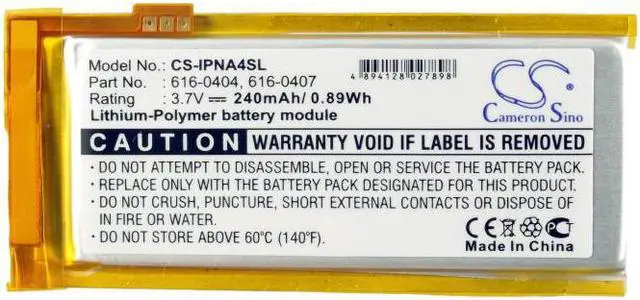 Model No.: CS-IPNA4SL
Part No. : 616-0404, 616-0407
Rating : 3.7V⎓ 240mAh/ 0.89Wh
Lithium-Polymer battery module
4 894128 027898
CS
Cameron Sino
CAUTION WARRANTY VOID IF LABEL IS REMOVED.
•DO NOT ATTEMPT TO DISASSEMBLE, OPEN OR SERVICE BATTERY
•REPLACE ONLY WITH THE BATTERY DESIGNATED FOR THIS PRODUCT
•DO NOT CRUSH, PUNCTURE, SHORT EXTERNAL CONTACTS OR DISPOSE OF
IN FIRE OR WATER
•DO NOT STORE ABOVE 60°C (140°F)
CE
Made In China